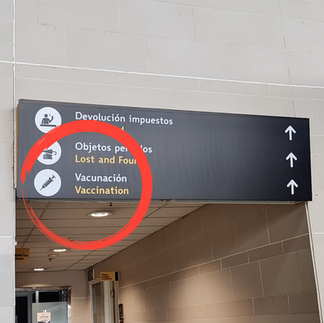 Devolución impuestos
Objetos
Lost and
Vacunación
Vaccination